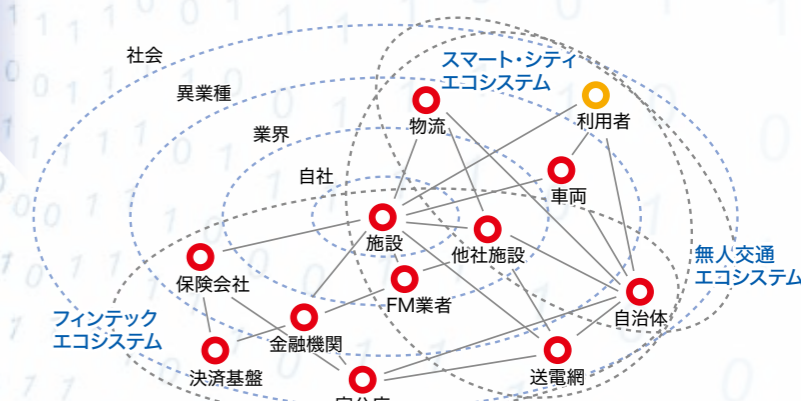 社会
異業種
業界
自社
スマート・シティ
エコシステム
物流
利用者
車両
施設
他社施設
保険会社
FM業者
無人交通
エコシステム
自治体
フィンテック
エコシステム
金融機関
決済基盤
送電網